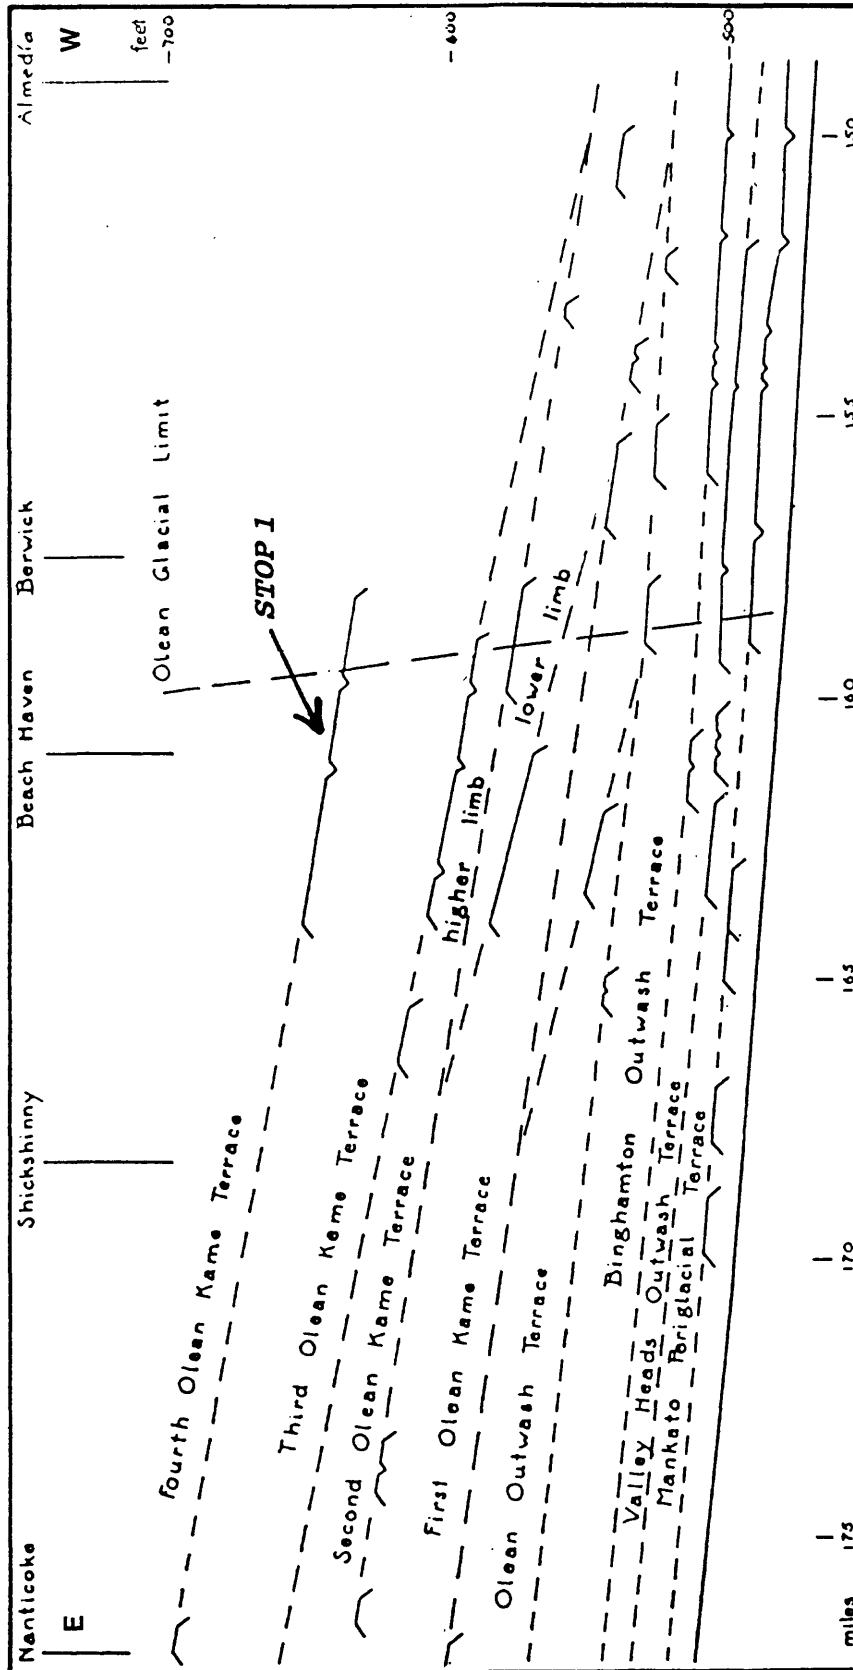 Nanticoke
Shickshinny
Beach Haven
Berwick
Almedia
E
W
feet
-700
-600
-500
Olean Glacial Limit
STOP 1
Fourth Olean Kame Terrace
Third Olean Kame Terrace
Second Olean Kame Terrace
higher limb
lower limb
First Olean Kame Terrace
Olean Outwash Terrace
Binghamton Outwash Terrace
Valley Heads Outwash Terrace
Mankato Periglacial Terrace
miles
175
170
165
160
155
150